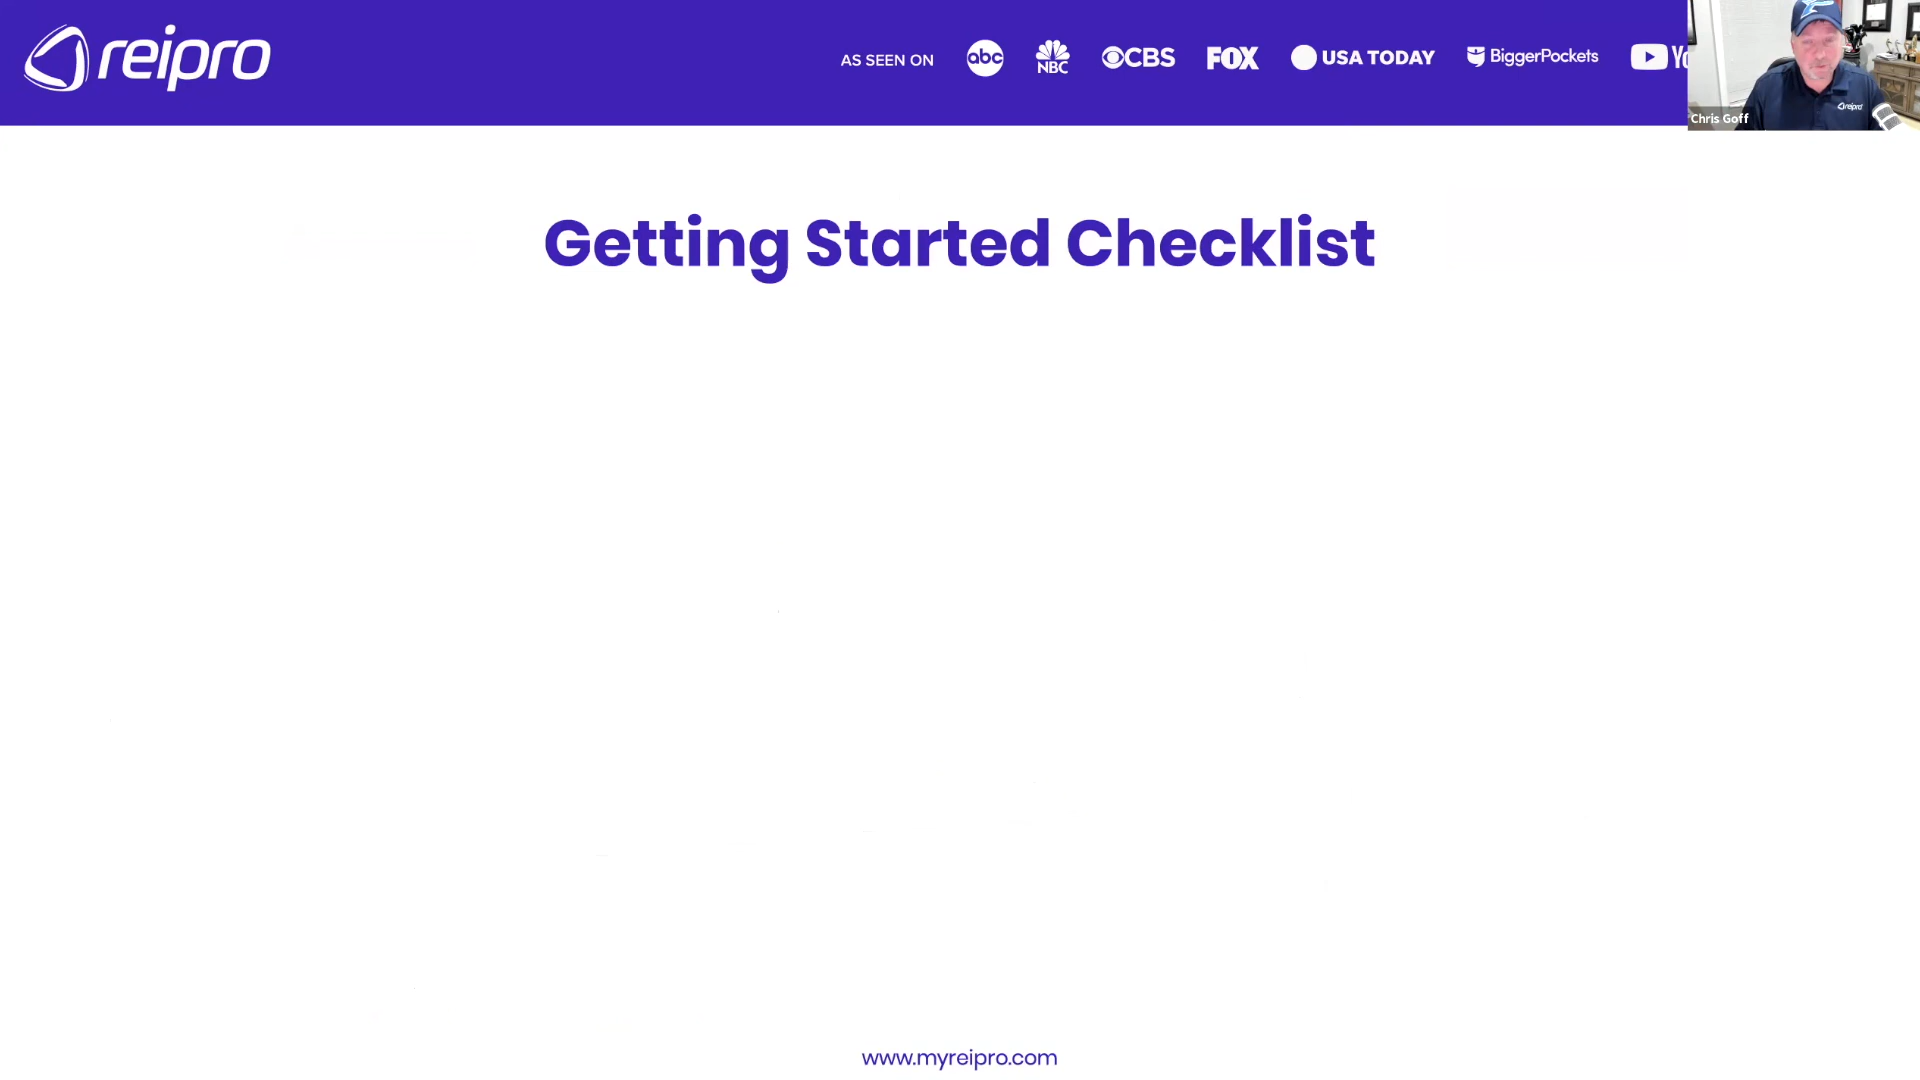 reipro
AS SEEN ON abc NBC CBS FOX USA TODAY BiggerPockets
reipro
Chris Goff
Getting Started Checklist
www.myreipro.com